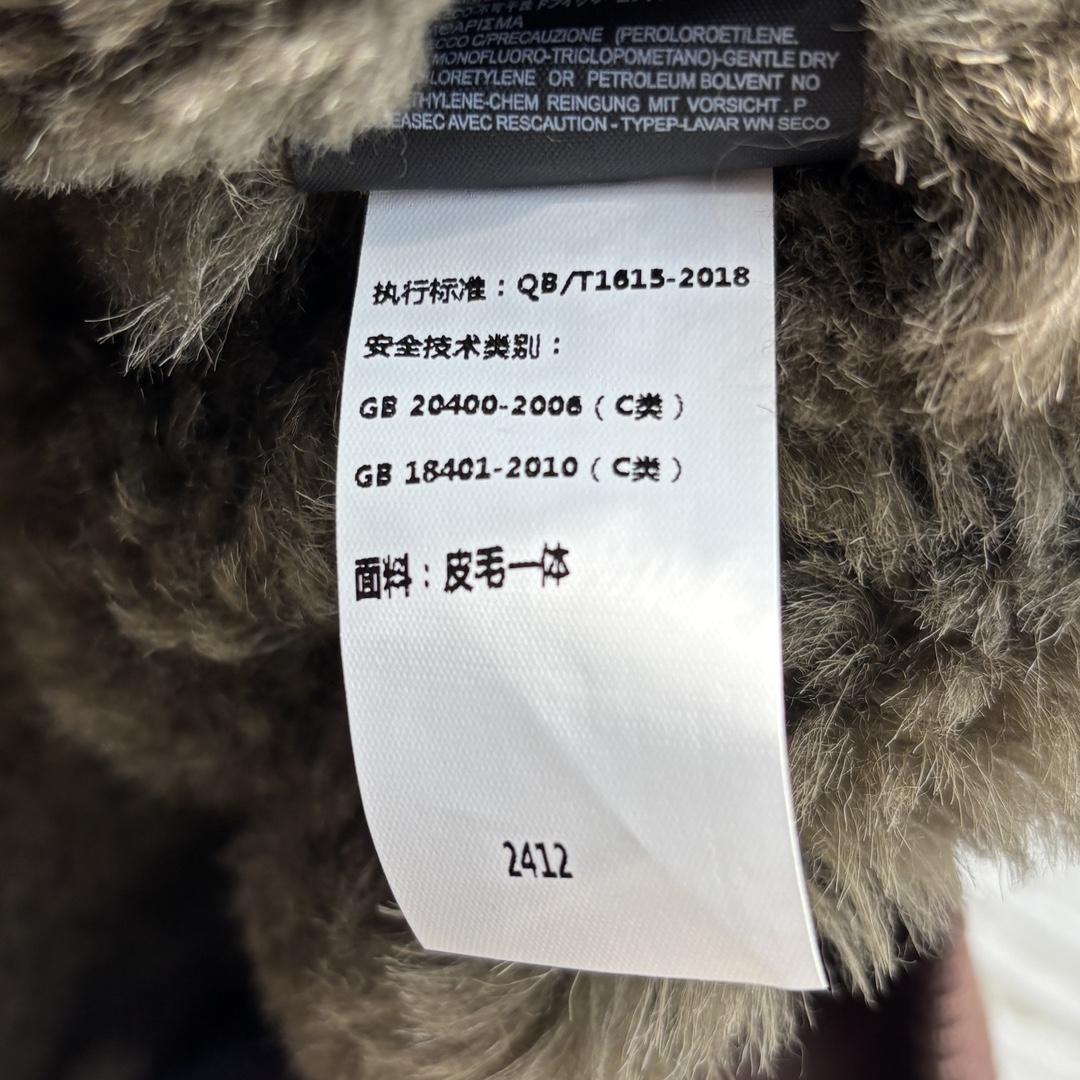 ΑΡΙΣΜΑ
ECCO C/PRECAUZIONE (PEROLOROETILENE.
MONOFLUORO-TRICLOPOMETANO)-GENTLE DRY
LORETYLENE OR PETROLEUM BOLVENT NO
THYLENE-CHEM REINGUNG MIT VORSICHT . P
EASEC AVEC RESCAUTION - TYPEP-LAVAR WN SECO
执行标准：QB/T1615-2018
安全技术类别：
GB 20400-2006（C类）
GB 18401-2010（C类）
面料：皮毛一体
2412